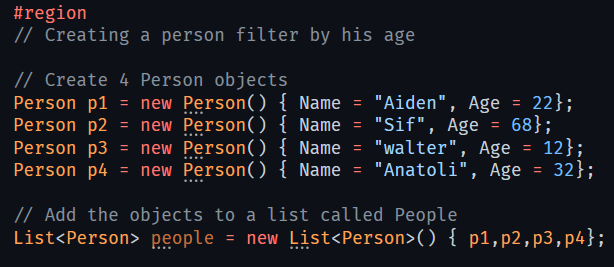 #region
// Creating a person filter by his age
// Create 4 Person objects
Person p1 = new Person() { Name = "Aiden", Age = 22};
Person p2 = new Person() { Name = "Sif", Age = 68};
Person p3 = new Person() { Name = "walter", Age = 12};
Person p4 = new Person() { Name = "Anatoli", Age = 32};
// Add the objects to a list called People
List<Person> people = new List<Person>() { p1,p2,p3,p4};